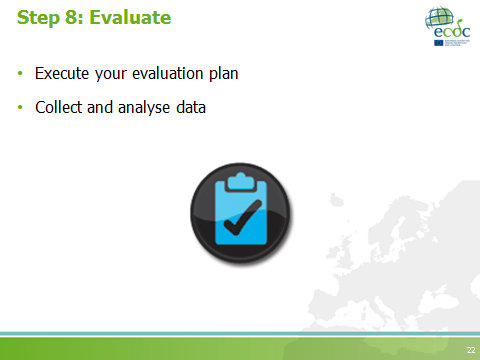 Step 8: Evaluate
ecdc
• Execute your evaluation plan
• Collect and analyse data
22